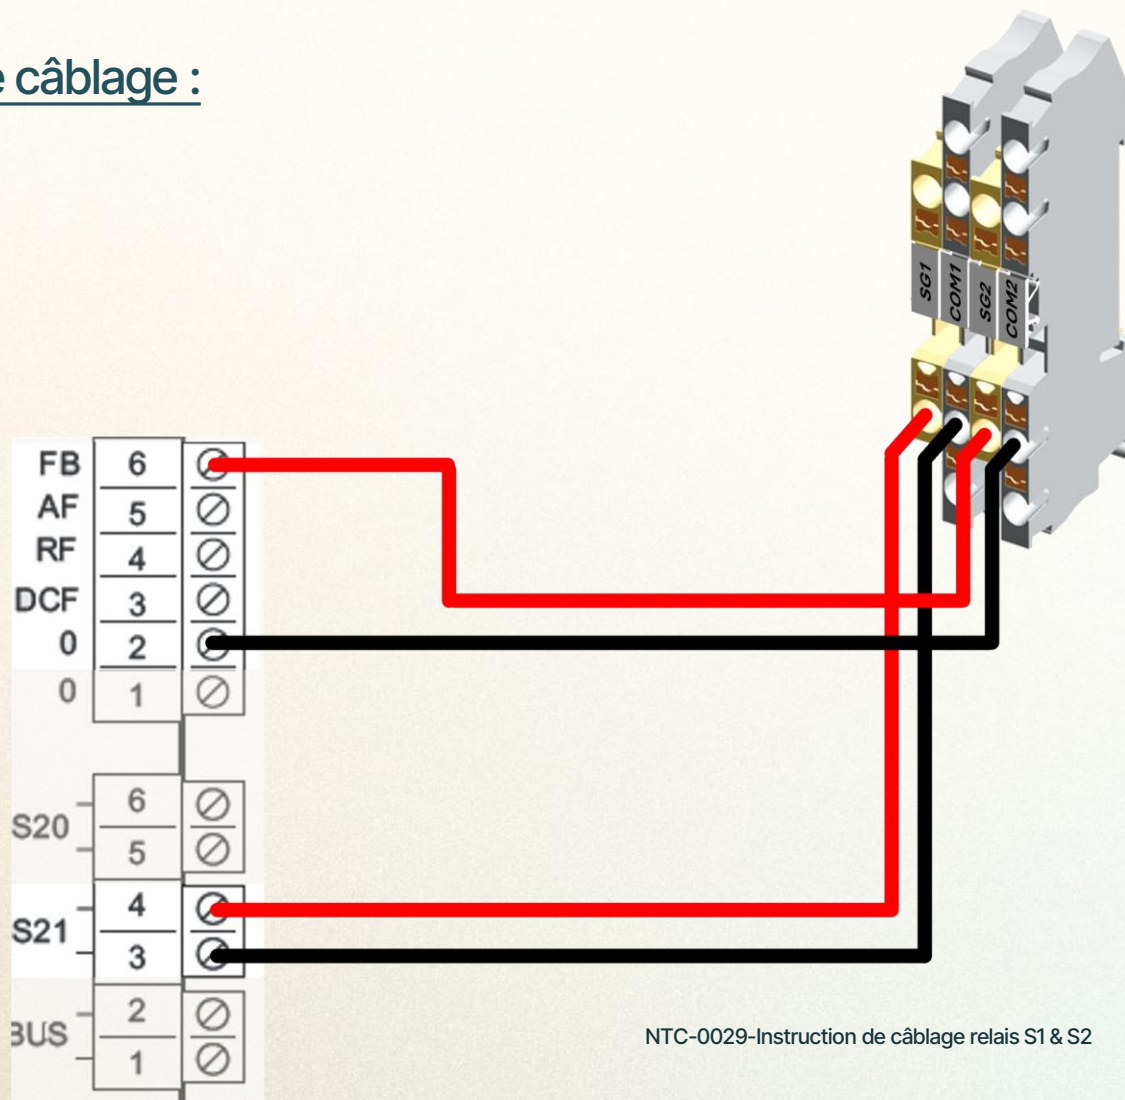 câblage :
SG1
COM1
SG2
COM2
FB 6
AF 5
RF 4
DCF 3
0 2
0 1
6
S20
5
4
S21
3
2
BUS
1
NTC-0029-Instruction de câblage relais S1 & S2